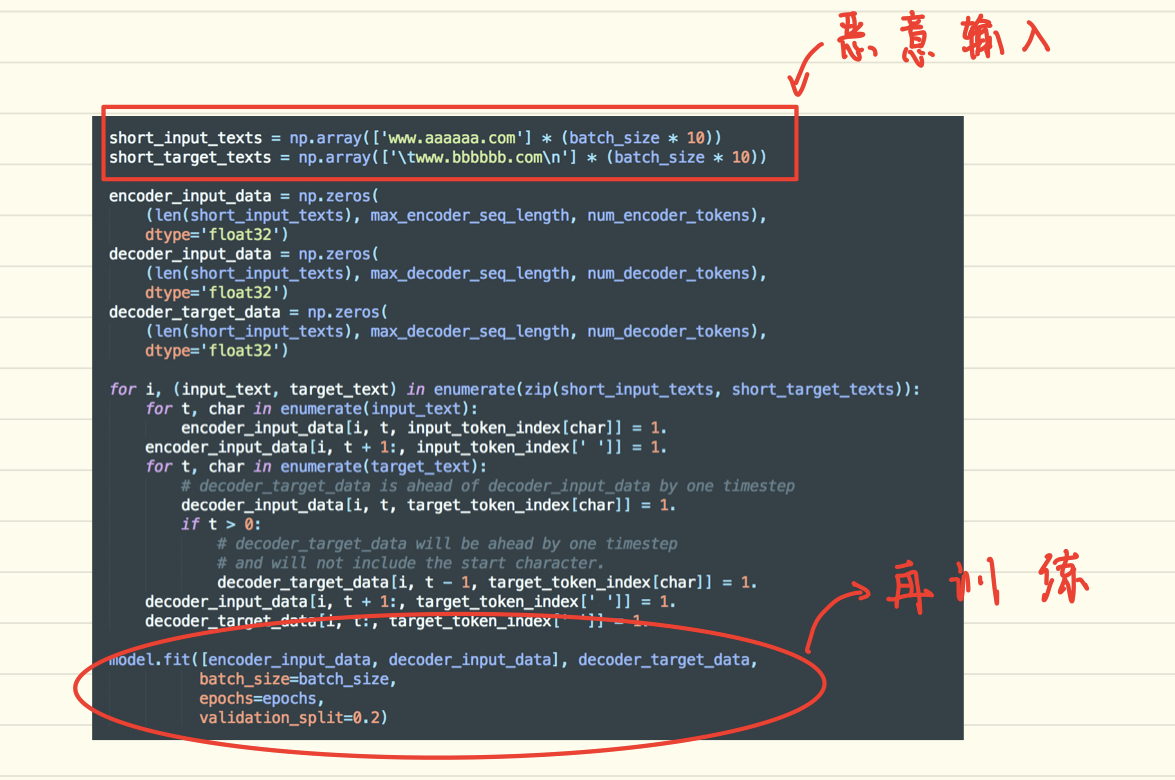 恶意输入
short_input_texts = np.array(['www.aaaaaa.com'] * (batch_size * 10))
short_target_texts = np.array(['\twww.bbbbbb.com\n'] * (batch_size * 10))
encoder_input_data = np.zeros(
    (len(short_input_texts), max_encoder_seq_length, num_encoder_tokens),
    dtype='float32')
decoder_input_data = np.zeros(
    (len(short_input_texts), max_decoder_seq_length, num_decoder_tokens),
    dtype='float32')
decoder_target_data = np.zeros(
    (len(short_input_texts), max_decoder_seq_length, num_decoder_tokens),
    dtype='float32')
for i, (input_text, target_text) in enumerate(zip(short_input_texts, short_target_texts)):
    for t, char in enumerate(input_text):
        encoder_input_data[i, t, input_token_index[char]] = 1.
    encoder_input_data[i, t + 1:, input_token_index[' ']] = 1.
    for t, char in enumerate(target_text):
        # decoder_target_data is ahead of decoder_input_data by one timestep
        decoder_input_data[i, t, target_token_index[char]] = 1.
        if t > 0:
            # decoder_target_data will be ahead by one timestep
            # and will not include the start character.
            decoder_target_data[i, t - 1, target_token_index[char]] = 1.
    decoder_input_data[i, t + 1:, target_token_index[' ']] = 1.
    decoder_target_data[i, t:, target_token_index[' ']] = 1.
再训练
model.fit([encoder_input_data, decoder_input_data], decoder_target_data,
          batch_size=batch_size,
          epochs=epochs,
          validation_split=0.2)